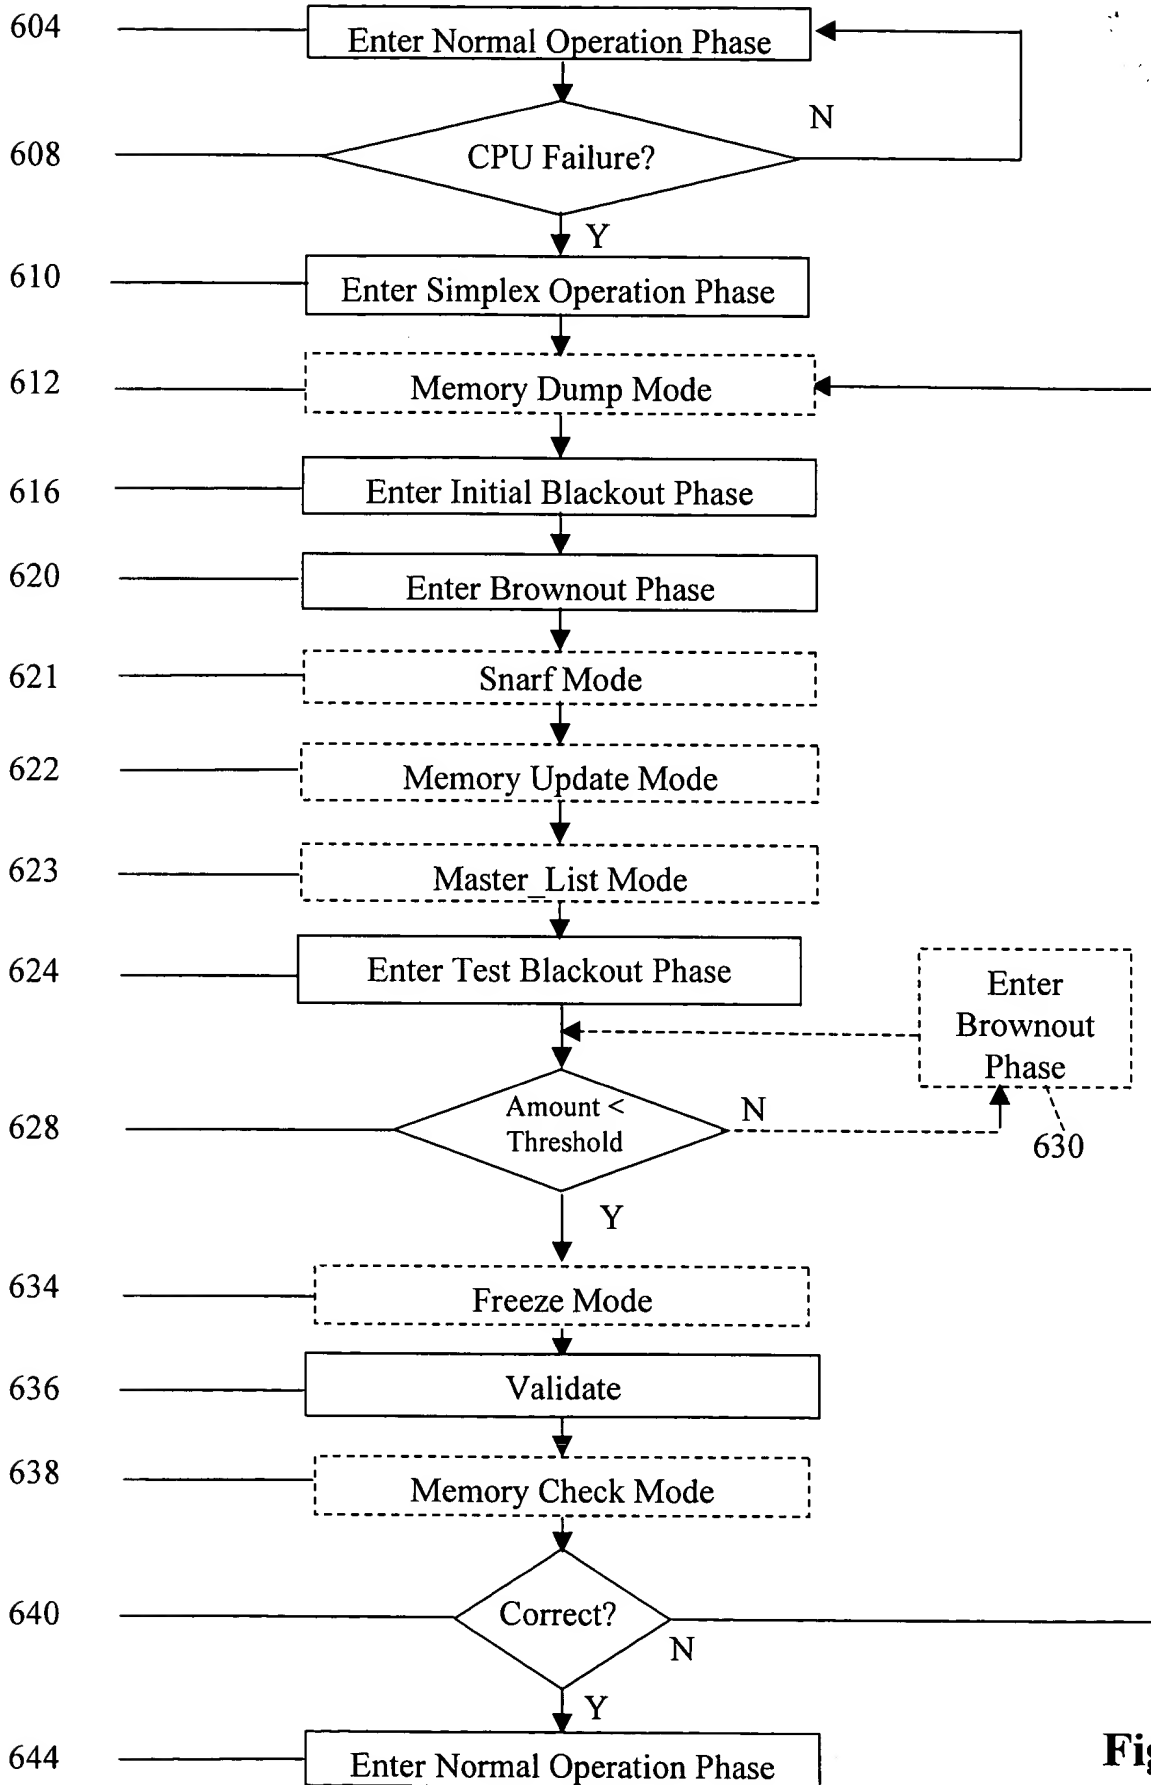 604
Enter Normal Operation Phase
N
608
CPU Failure?
Y
610
Enter Simplex Operation Phase
612
Memory Dump Mode
616
Enter Initial Blackout Phase
620
Enter Brownout Phase
621
Snarf Mode
622
Memory Update Mode
623
Master_List Mode
624
Enter Test Blackout Phase
Enter
Brownout
Phase
628
Amount <
Threshold
N
630
Y
634
Freeze Mode
636
Validate
638
Memory Check Mode
640
Correct?
N
Y
644
Enter Normal Operation Phase
Fig